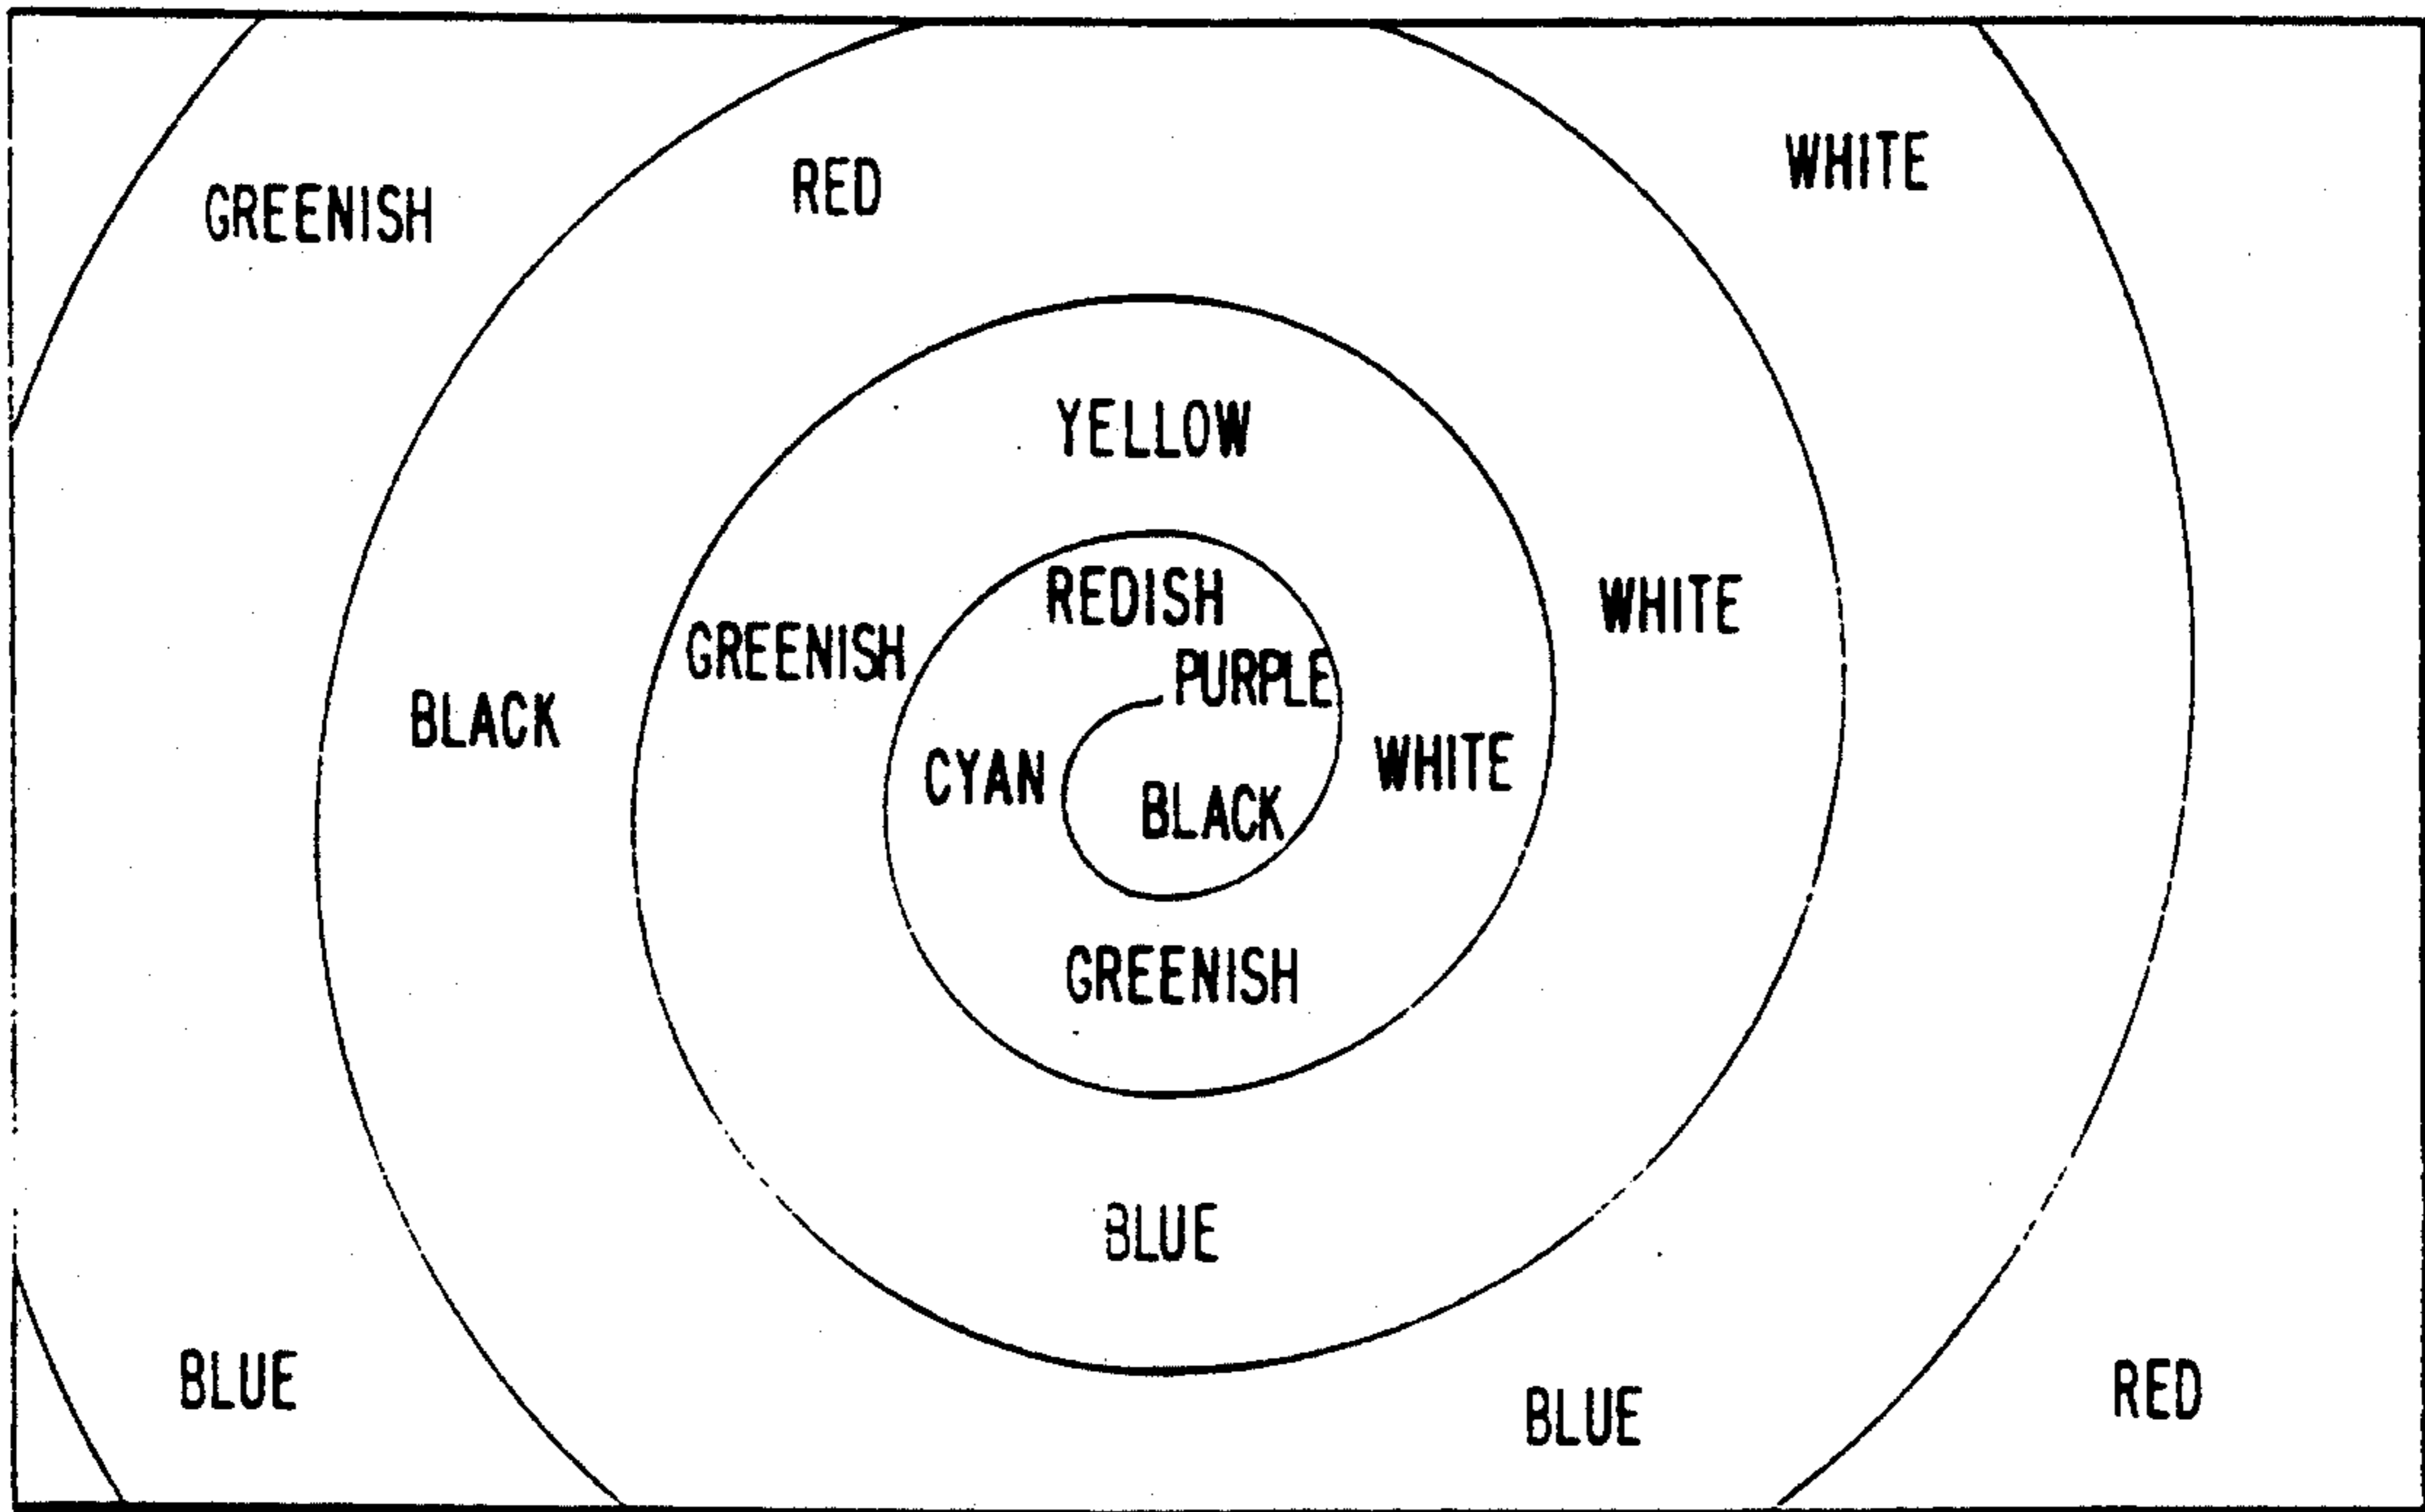 WHITE
RED
GREENISH
YELLOW
REDISH
WHITE
GREENISH
PURPLE
BLACK
WHITE
CYAN
BLACK
GREENISH
BLUE
BLUE
RED
BLUE